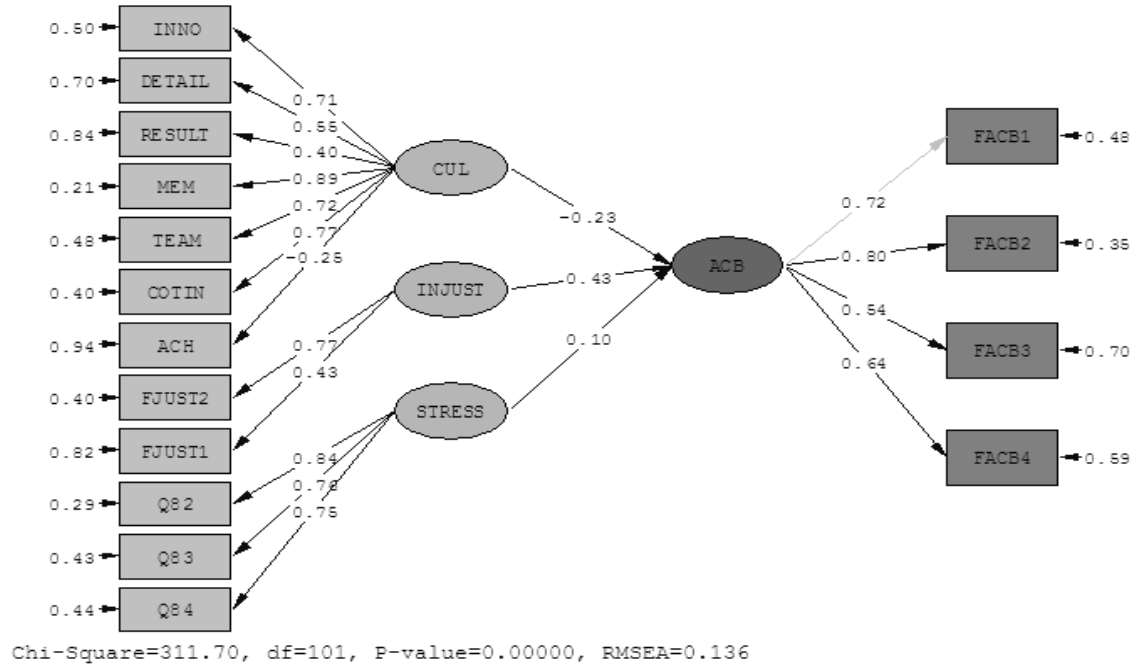 0.50 INNO
0.70 DETAIL
0.84 RESULT
0.21 MEM
0.48 TEAM
0.40 COTIN
0.94 ACH
0.40 FJUST2
0.82 FJUST1
0.29 Q82
0.43 Q83
0.44 Q84
0.71
0.55
0.40
0.89
0.72
0.77
-0.25
0.77
0.43
0.84
0.76
0.75
CUL
INJUST
STRESS
-0.23
0.43
0.10
ACB
0.72
0.80
0.54
0.64
FACB1 0.48
FACB2 0.35
FACB3 0.70
FACB4 0.59
Chi-Square=311.70, df=101, P-value=0.00000, RMSEA=0.136